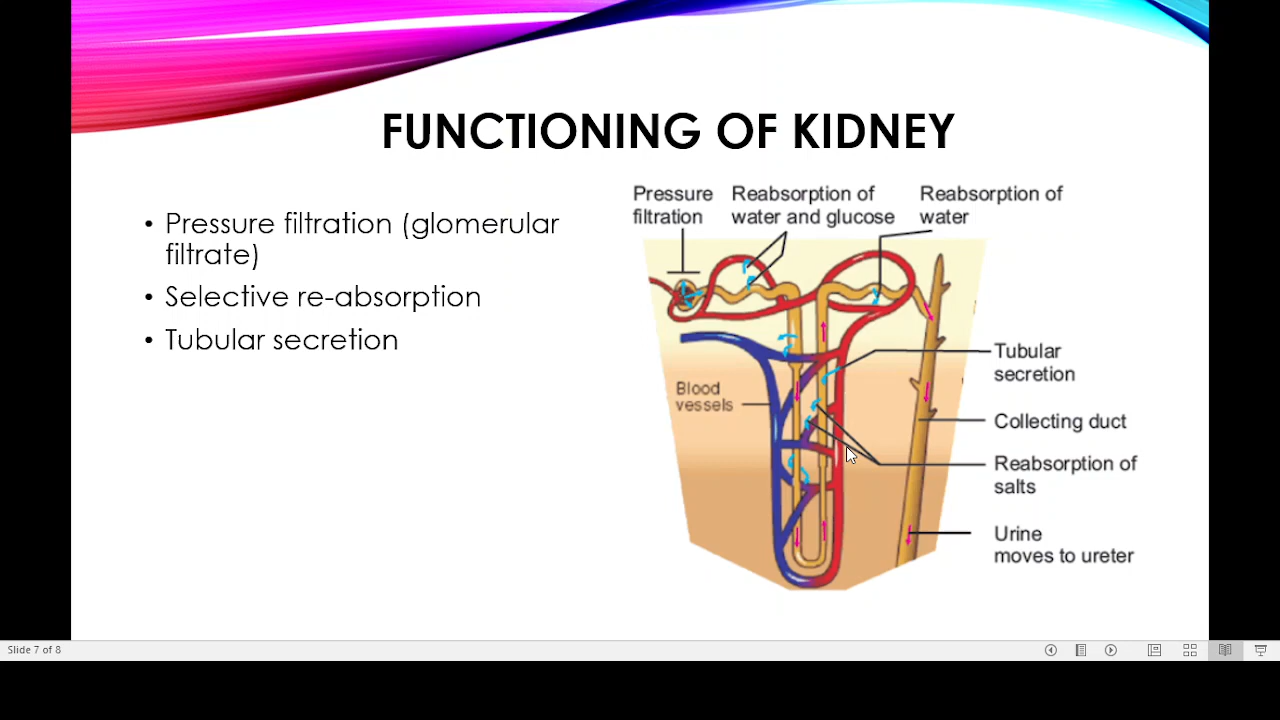 FUNCTIONING OF KIDNEY
• Pressure filtration (glomerular
filtrate)
• Selective re-absorption
• Tubular secretion
Pressure
filtration
Reabsorption of
water and glucose
Reabsorption of
water
Blood
vessels
Tubular
secretion
Collecting duct
Reabsorption of
salts
Urine
moves to ureter
Slide 7 of 8